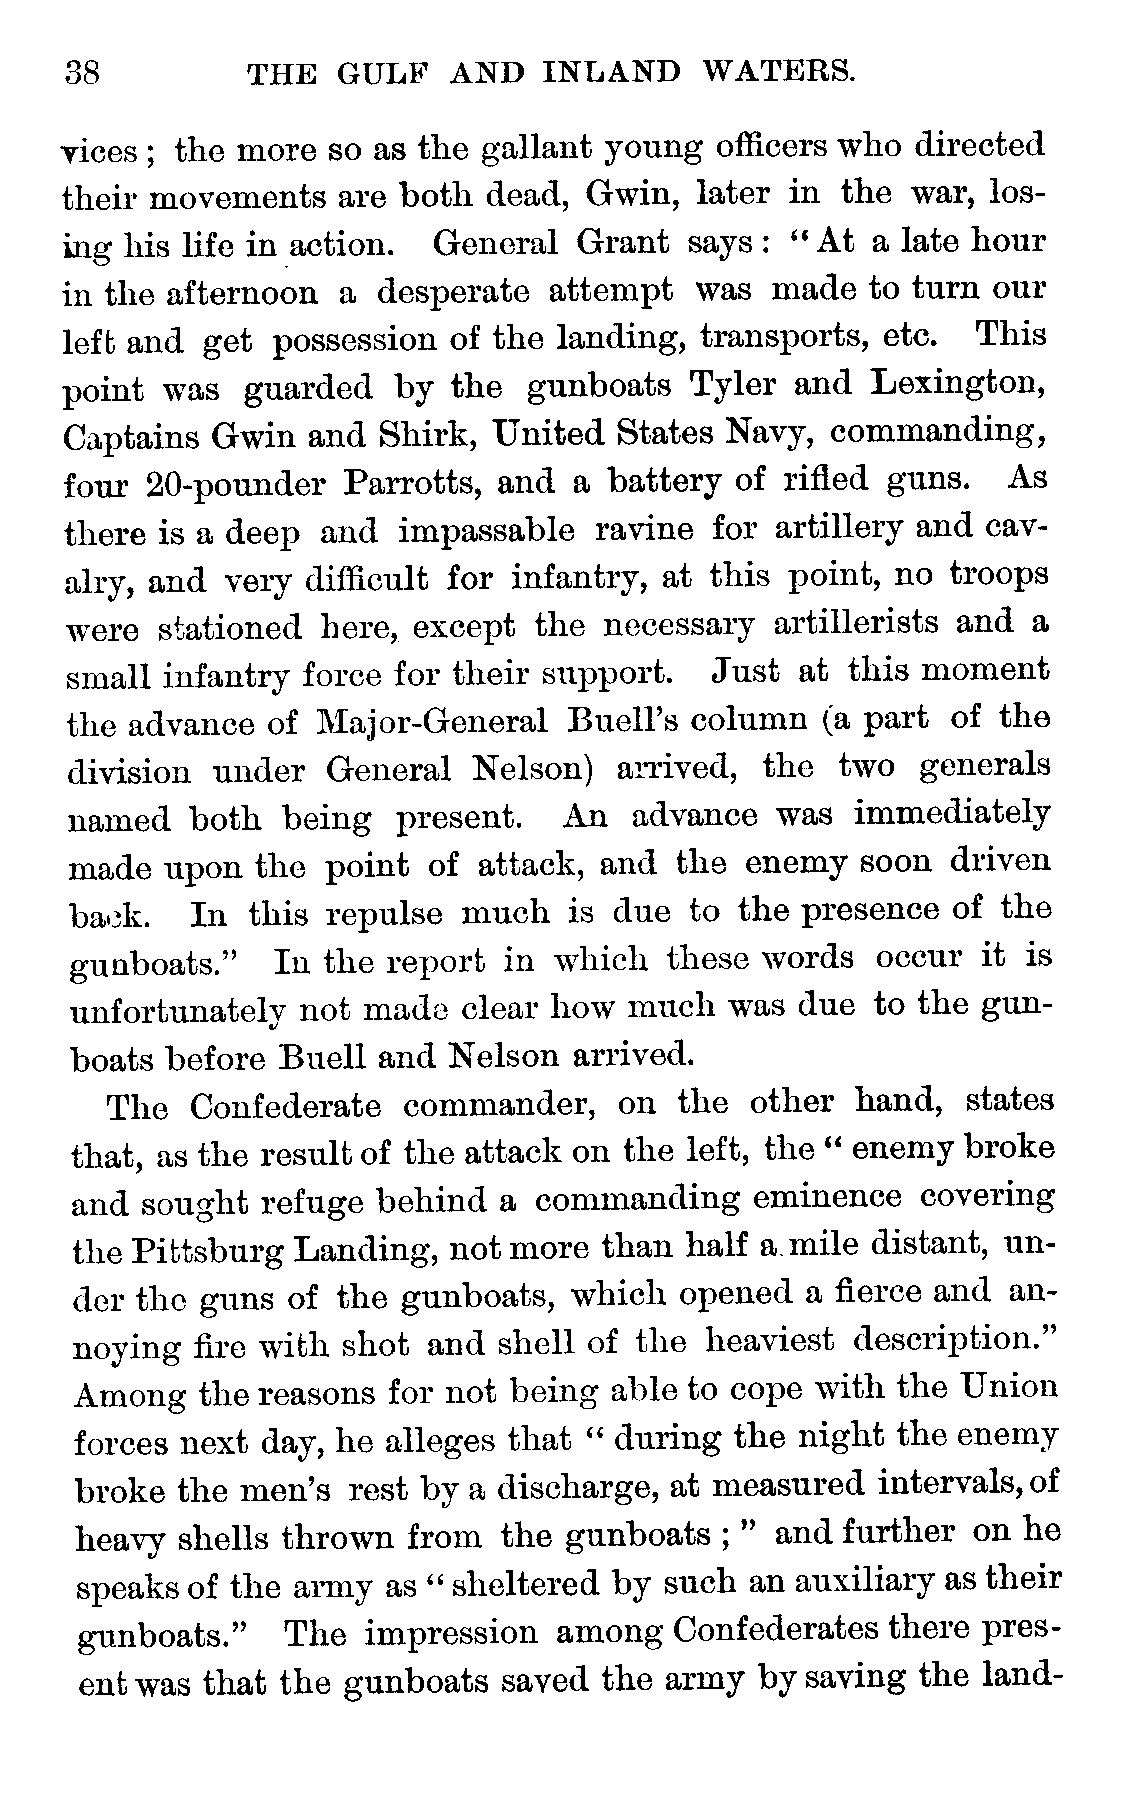 38 THE GULF AND INLAND WATERS.
vices ; the more so as the gallant young officers who directed
their movements are both dead, Gwin, later in the war, los-
ing his life in action. General Grant says : “ At a late hour
in the afternoon a desperate attempt was made to turn our
left and get possession of the landing, transports, etc. This
point was guarded by the gunboats Tyler and Lexington,
Captains Gwin and Shirk, United States Navy, commanding,
four 20-pounder Parrotts, and a battery of rifled guns. As
there is a deep and impassable ravine for artillery and cav-
alry, and very difficult for infantry, at this point, no troops
were stationed here, except the necessary artillerists and a
small infantry force for their support. Just at this moment
the advance of Major-General Buell’s column (a part of the
division under General Nelson) arrived, the two generals
named both being present. An advance was immediately
made upon the point of attack, and the enemy soon driven
back. In this repulse much is due to the presence of the
gunboats.” In the report in which these words occur it is
unfortunately not made clear how much was due to the gun-
boats before Buell and Nelson arrived.
The Confederate commander, on the other hand, states
that, as the result of the attack on the left, the “ enemy broke
and sought refuge behind a commanding eminence covering
the Pittsburg Landing, not more than half a mile distant, un-
der the guns of the gunboats, which opened a fierce and an-
noying fire with shot and shell of the heaviest description.”
Among the reasons for not being able to cope with the Union
forces next day, he alleges that “ during the night the enemy
broke the men’s rest by a discharge, at measured intervals, of
heavy shells thrown from the gunboats ; ” and further on he
speaks of the army as “ sheltered by such an auxiliary as their
gunboats.” The impression among Confederates there pres-
ent was that the gunboats saved the army by saving the land-